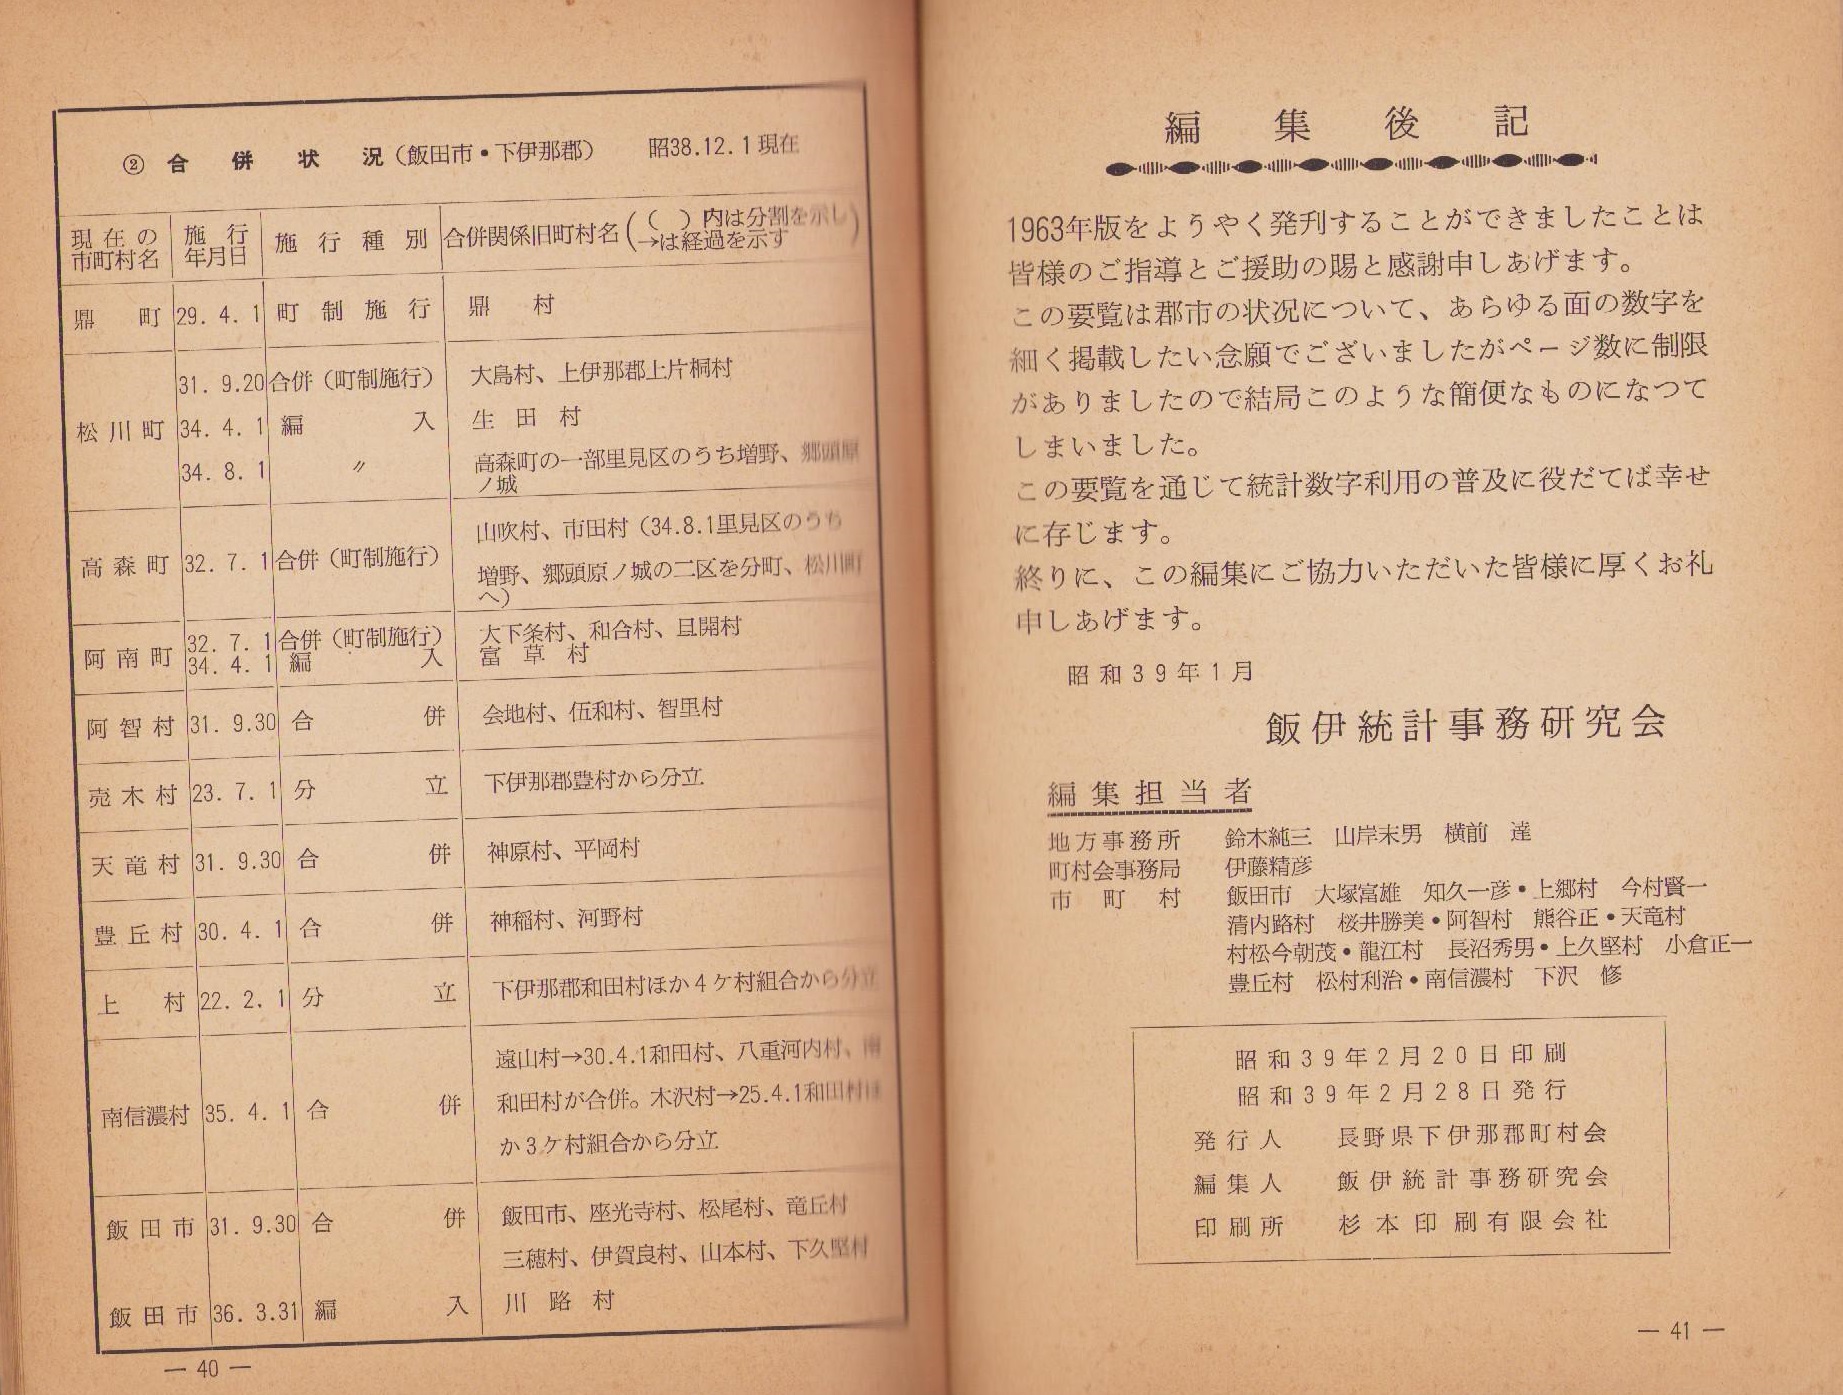 ② 合併状況（飯田市・下伊那郡） 昭38.12.1現在
現在の市町村名 施行年月日 施行種別 合併関係旧町村名（（ ）内は分割を示し →は経過を示す）
鼎町 29. 4. 1 町制施行 鼎村
松川町 31. 9.20 合併（町制施行） 大島村、上伊那郡上片桐村
34. 4. 1 編入 生田村
34. 8. 1 〃 高森町の一部里見区のうち増野、郷頭原
ノ城
高森町 32. 7. 1 合併（町制施行） 山吹村、市田村（34.8.1里見区のうち
増野、郷頭原ノ城の二区を分町、松川町
へ）
阿南町 32. 7. 1 合併（町制施行） 大下条村、和合村、旦開村
34. 4. 1 編入 富草村
阿智村 31. 9.30 合併 会地村、伍和村、智里村
売木村 23. 7. 1 分立 下伊那郡豊村から分立
天竜村 31. 9.30 合併 神原村、平岡村
豊丘村 30. 4. 1 合併 神稲村、河野村
上村 22. 2. 1 分立 下伊那郡和田村ほか4ケ村組合から分立
南信濃村 35. 4. 1 合併 遠山村→30.4.1和田村、八重河内村、南
和田村が合併。木沢村→25.4.1和田村ほ
か3ケ村組合から分立
飯田市 31. 9.30 合併 飯田市、座光寺村、松尾村、竜丘村
三穂村、伊賀良村、山本村、下久堅村
飯田市 36. 3.31 編入 川路村
— 40 —
編集後記
1963年版をようやく発刊することができましたことは
皆様のご指導とご援助の賜と感謝申しあげます。
この要覧は郡市の状況について、あらゆる面の数字を
細く掲載したい念願でございましたがページ数に制限
がありましたので結局このような簡便なものになつて
しまいました。
この要覧を通じて統計数字利用の普及に役だてば幸せ
に存じます。
終りに、この編集にご協力いただいた皆様に厚くお礼
申しあげます。
昭和39年1月
飯伊統計事務研究会
編集担当者
地方事務所 鈴木純三 山岸末男 横前 達
町村会事務局 伊藤精彦
市町村 飯田市 大塚富雄 知久一彦・上郷村 今村賢一
清内路村 桜井勝美・阿智村 熊谷正・天竜村
村松今朝茂・龍江村 長沼秀男・上久堅村 小倉正一
豊丘村 松村利治・南信濃村 下沢 修
昭和39年2月20日印刷
昭和39年2月28日発行
発行人 長野県下伊那郡町村会
編集人 飯伊統計事務研究会
印刷所 杉本印刷有限会社
— 41 —